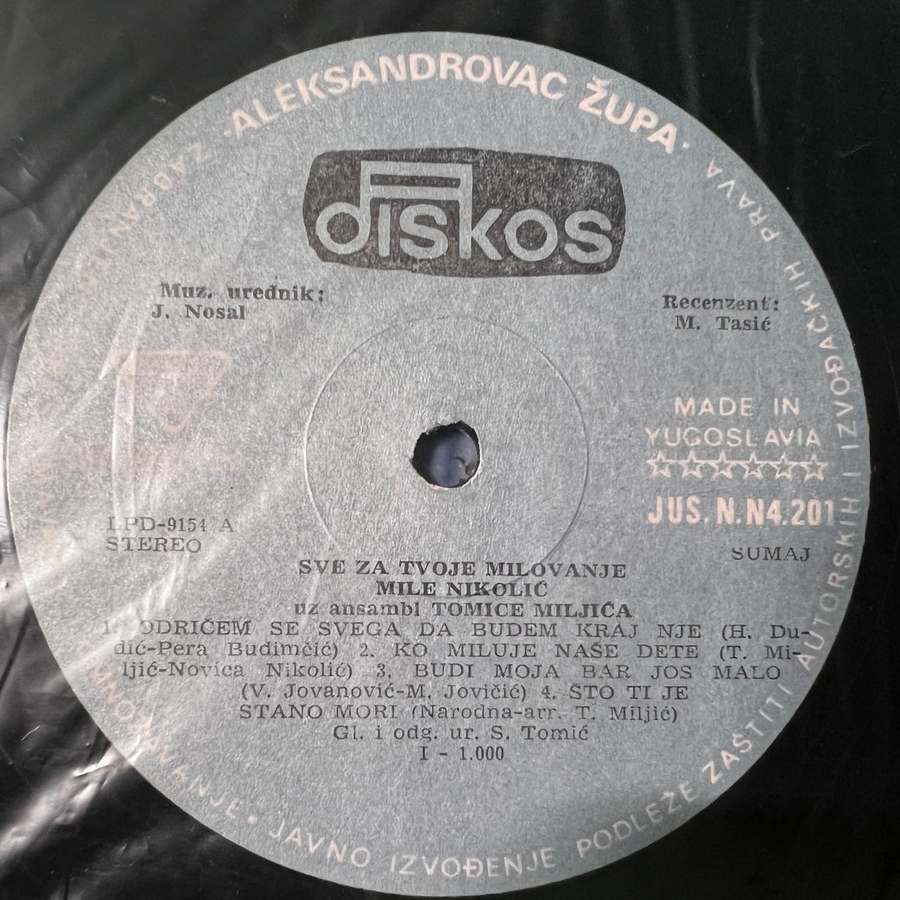 "ALEKSANDROVAC ŽUPA"
diskos
Muz. urednik:
J. Nosal
Recenzent:
M. Tasić
MADE IN
YUGOSLAVIA
JUS. N.N4.201
LPD-9154 A
STEREO
SUMAJ
SVE ZA TVOJE MILOVANJE
MILE NIKOLIĆ
uz ansambl TOMICE MILJIĆA
1. ODRIČEM SE SVEGA DA BUDEM KRAJ NJE (H. Du-
dić-Pera Budimčić) 2. KO MILUJE NAŠE DETE (T. Mi-
ljić-Novica Nikolić) 3. BUDI MOJA BAR JOS MALO
(V. Jovanović-M. Jovičić) 4. ŠTO TI JE
STANO MORI (Narodna-arr. T. Miljić)
Gl. i odg. ur. S. Tomić
I - 1.000
JAVNO IZVOĐENJE PODLEŽE ZAŠTITI AUTORSKIH I IZVOĐAČKIH PRAVA